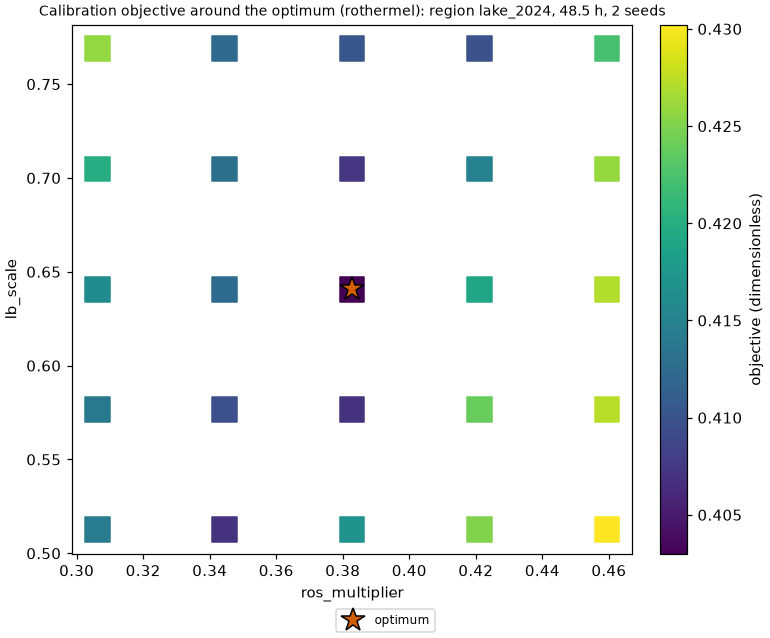 Calibration objective around the optimum (rothermel): region lake_2024, 48.5 h, 2 seeds
0.75
0.70
0.65
0.60
0.55
0.50
lb_scale
0.30 0.32 0.34 0.36 0.38 0.40 0.42 0.44 0.46
ros_multiplier
optimum
0.430
0.425
0.420
0.415
0.410
0.405
objective (dimensionless)